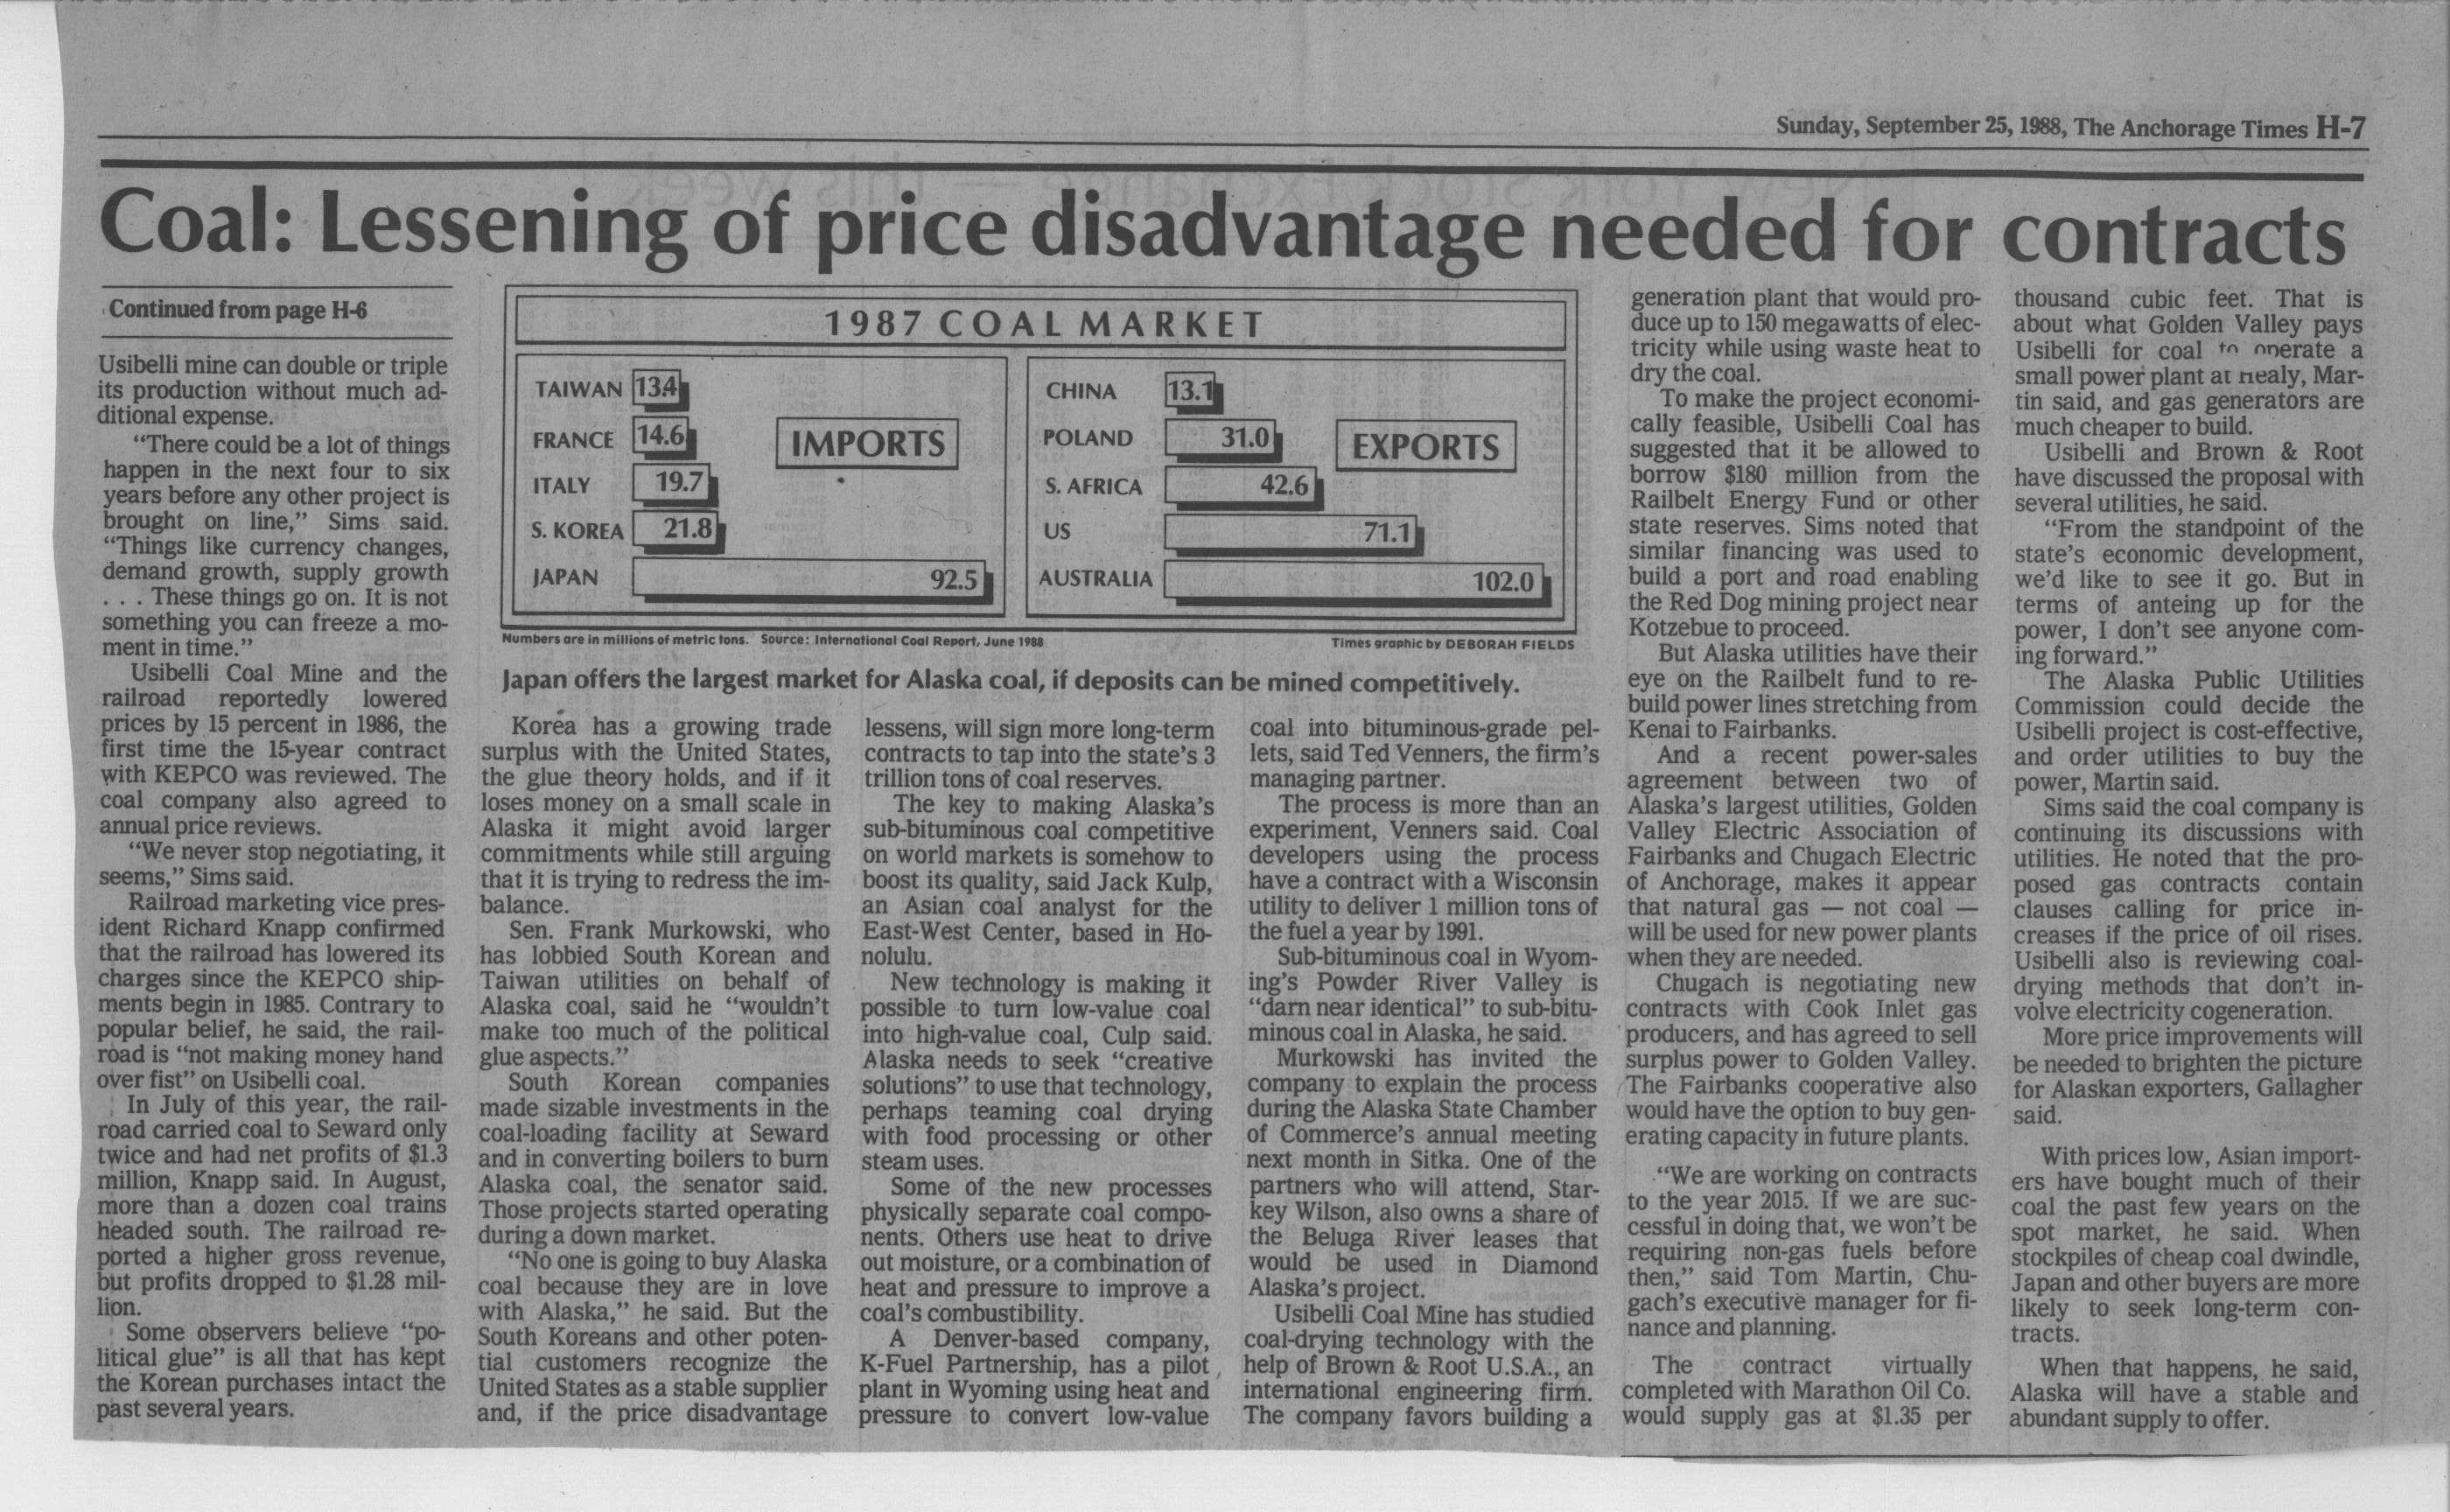 Sunday, September 25, 1988, The Anchorage Times H-7
Coal: Lessening of price disadvantage needed for contracts
Continued from page H-6
Usibelli mine can double or triple
its production without much ad-
ditional expense.
"There could be a lot of things
happen in the next four to six
years before any other project is
brought on line," Sims said.
"Things like currency changes,
demand growth, supply growth
. . . These things go on. It is not
something you can freeze a mo-
ment in time."
Usibelli Coal Mine and the
railroad reportedly lowered
prices by 15 percent in 1986, the
first time the 15-year contract
with KEPCO was reviewed. The
coal company also agreed to
annual price reviews.
"We never stop negotiating, it
seems," Sims said.
Railroad marketing vice pres-
ident Richard Knapp confirmed
that the railroad has lowered its
charges since the KEPCO ship-
ments begin in 1985. Contrary to
popular belief, he said, the rail-
road is "not making money hand
over fist" on Usibelli coal.
In July of this year, the rail-
road carried coal to Seward only
twice and had net profits of $1.3
million, Knapp said. In August,
more than a dozen coal trains
headed south. The railroad re-
ported a higher gross revenue,
but profits dropped to $1.28 mil-
lion.
Some observers believe "po-
litical glue" is all that has kept
the Korean purchases intact the
past several years.
1987 COAL MARKET
TAIWAN 13.4
FRANCE 14.6
IMPORTS
ITALY 19.7
S. KOREA 21.8
JAPAN 92.5
CHINA 13.1
POLAND 31.0
EXPORTS
S. AFRICA 42.6
US 71.1
AUSTRALIA 102.0
Numbers are in millions of metric tons. Source: International Coal Report, June 1988
Times graphic by DEBORAH FIELDS
Japan offers the largest market for Alaska coal, if deposits can be mined competitively.
Korea has a growing trade
surplus with the United States,
the glue theory holds, and if it
loses money on a small scale in
Alaska it might avoid larger
commitments while still arguing
that it is trying to redress the im-
balance.
Sen. Frank Murkowski, who
has lobbied South Korean and
Taiwan utilities on behalf of
Alaska coal, said he "wouldn't
make too much of the political
glue aspects."
South Korean companies
made sizable investments in the
coal-loading facility at Seward
and in converting boilers to burn
Alaska coal, the senator said.
Those projects started operating
during a down market.
"No one is going to buy Alaska
coal because they are in love
with Alaska," he said. But the
South Koreans and other poten-
tial customers recognize the
United States as a stable supplier
and, if the price disadvantage
lessens, will sign more long-term
contracts to tap into the state's 3
trillion tons of coal reserves.
The key to making Alaska's
sub-bituminous coal competitive
on world markets is somehow to
boost its quality, said Jack Kulp,
an Asian coal analyst for the
East-West Center, based in Ho-
nolulu.
New technology is making it
possible to turn low-value coal
into high-value coal, Culp said.
Alaska needs to seek "creative
solutions" to use that technology,
perhaps teaming coal drying
with food processing or other
steam uses.
Some of the new processes
physically separate coal compo-
nents. Others use heat to drive
out moisture, or a combination of
heat and pressure to improve a
coal's combustibility.
A Denver-based company,
K-Fuel Partnership, has a pilot
plant in Wyoming using heat and
pressure to convert low-value
coal into bituminous-grade pel-
lets, said Ted Venners, the firm's
managing partner.
The process is more than an
experiment, Venners said. Coal
developers using the process
have a contract with a Wisconsin
utility to deliver 1 million tons of
the fuel a year by 1991.
Sub-bituminous coal in Wyom-
ing's Powder River Valley is
"darn near identical" to sub-bitu-
minous coal in Alaska, he said.
Murkowski has invited the
company to explain the process
during the Alaska State Chamber
of Commerce's annual meeting
next month in Sitka. One of the
partners who will attend, Star-
key Wilson, also owns a share of
the Beluga River leases that
would be used in Diamond
Alaska's project.
Usibelli Coal Mine has studied
coal-drying technology with the
help of Brown & Root U.S.A., an
international engineering firm.
The company favors building a
generation plant that would pro-
duce up to 150 megawatts of elec-
tricity while using waste heat to
dry the coal.
To make the project economi-
cally feasible, Usibelli Coal has
suggested that it be allowed to
borrow $180 million from the
Railbelt Energy Fund or other
state reserves. Sims noted that
similar financing was used to
build a port and road enabling
the Red Dog mining project near
Kotzebue to proceed.
But Alaska utilities have their
eye on the Railbelt fund to re-
build power lines stretching from
Kenai to Fairbanks.
And a recent power-sales
agreement between two of
Alaska's largest utilities, Golden
Valley Electric Association of
Fairbanks and Chugach Electric
of Anchorage, makes it appear
that natural gas — not coal —
will be used for new power plants
when they are needed.
Chugach is negotiating new
contracts with Cook Inlet gas
producers, and has agreed to sell
surplus power to Golden Valley.
The Fairbanks cooperative also
would have the option to buy gen-
erating capacity in future plants.
"We are working on contracts
to the year 2015. If we are suc-
cessful in doing that, we won't be
requiring non-gas fuels before
then," said Tom Martin, Chu-
gach's executive manager for fi-
nance and planning.
The contract virtually
completed with Marathon Oil Co.
would supply gas at $1.35 per
thousand cubic feet. That is
about what Golden Valley pays
Usibelli for coal to operate a
small power plant at Healy, Mar-
tin said, and gas generators are
much cheaper to build.
Usibelli and Brown & Root
have discussed the proposal with
several utilities, he said.
"From the standpoint of the
state's economic development,
we'd like to see it go. But in
terms of anteing up for the
power, I don't see anyone com-
ing forward."
The Alaska Public Utilities
Commission could decide the
Usibelli project is cost-effective,
and order utilities to buy the
power, Martin said.
Sims said the coal company is
continuing its discussions with
utilities. He noted that the pro-
posed gas contracts contain
clauses calling for price in-
creases if the price of oil rises.
Usibelli also is reviewing coal-
drying methods that don't in-
volve electricity cogeneration.
More price improvements will
be needed to brighten the picture
for Alaskan exporters, Gallagher
said.
With prices low, Asian import-
ers have bought much of their
coal the past few years on the
spot market, he said. When
stockpiles of cheap coal dwindle,
Japan and other buyers are more
likely to seek long-term con-
tracts.
When that happens, he said,
Alaska will have a stable and
abundant supply to offer.